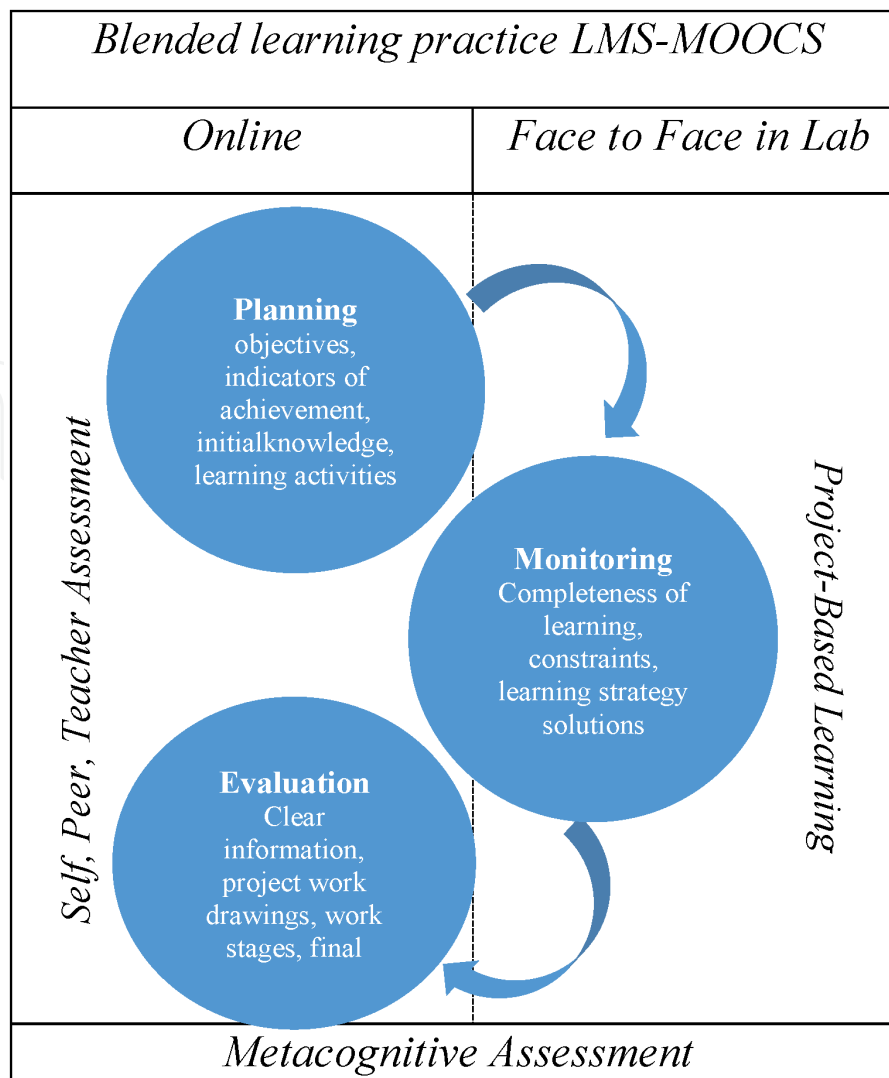 Blended learning practice LMS-MOOCS
Online
Face to Face in Lab
Planning
objectives,
indicators of
achievement,
initialknowledge,
learning activities
Monitoring
Completeness of
learning,
constraints,
learning strategy
solutions
Evaluation
Clear
information,
project work
drawings, work
stages, final
Self, Peer, Teacher Assessment
Project-Based Learning
Metacognitive Assessment